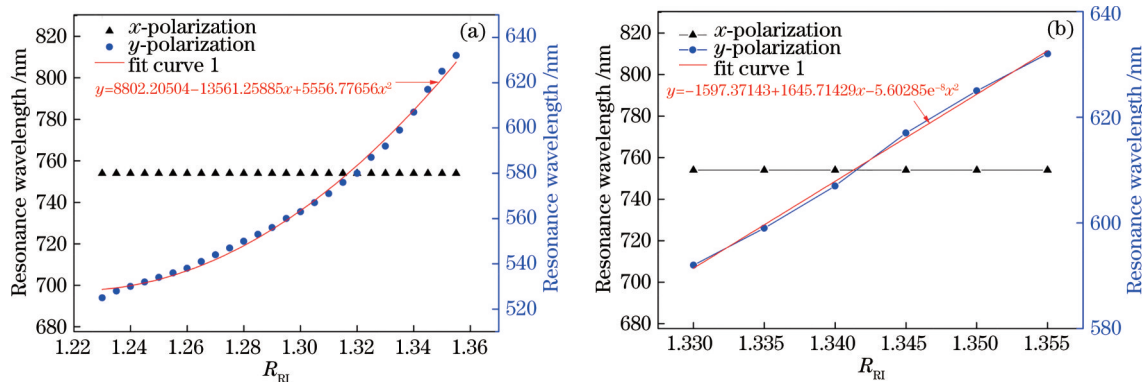 (a)
x-polarization
y-polarization
fit curve 1
y=8802.20504−13561.25885x+5556.77656x²
Resonance wavelength /nm
820
800
780
760
740
720
700
680
1.22 1.24 1.26 1.28 1.30 1.32 1.34 1.36
R_RI
640
620
600
580
560
540
520
Resonance wavelength /nm
(b)
x-polarization
y-polarization
fit curve 1
y=−1597.37143+1645.71429x−5.60285e⁻⁸x²
Resonance wavelength /nm
820
800
780
760
740
720
700
680
1.330 1.335 1.340 1.345 1.350 1.355
R_RI
640
620
600
580
Resonance wavelength /nm